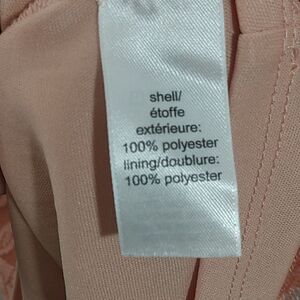 shell/
étoffe
extérieure:
100% polyester
lining/doublure:
100% polyester